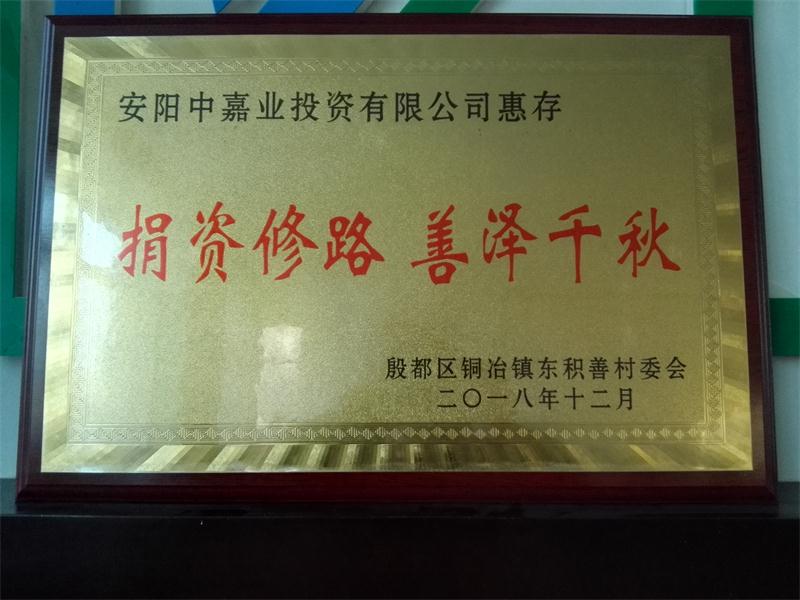 安阳中嘉业投资有限公司惠存
捐资修路 善泽千秋
殷都区铜冶镇东积善村委会
二〇一八年十二月